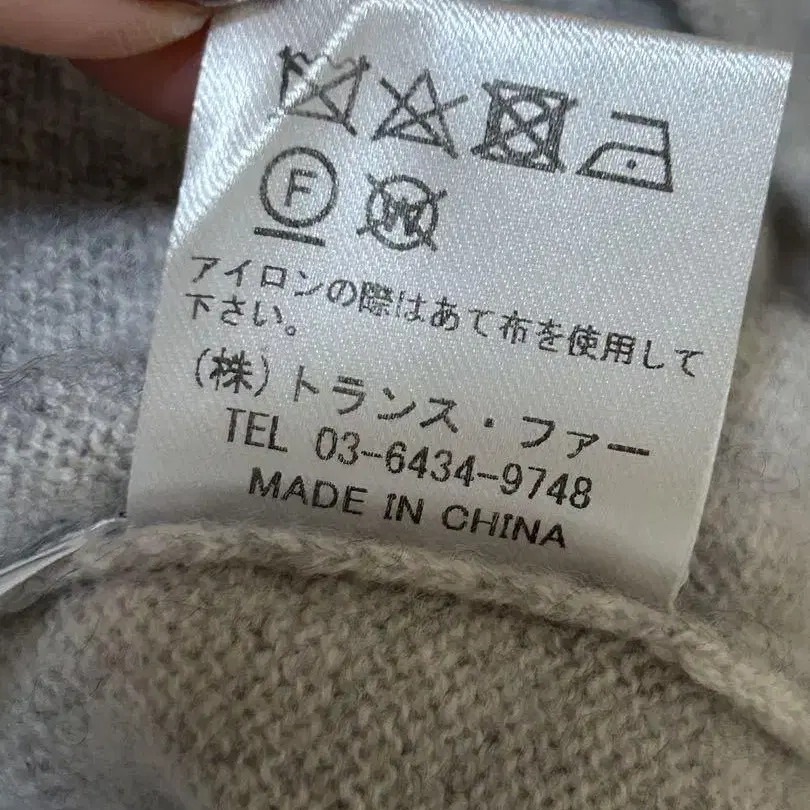 F
W
アイロンの際はあて布を使用して
下さい。
(株)トランス・ファー
TEL 03-6434-9748
MADE IN CHINA